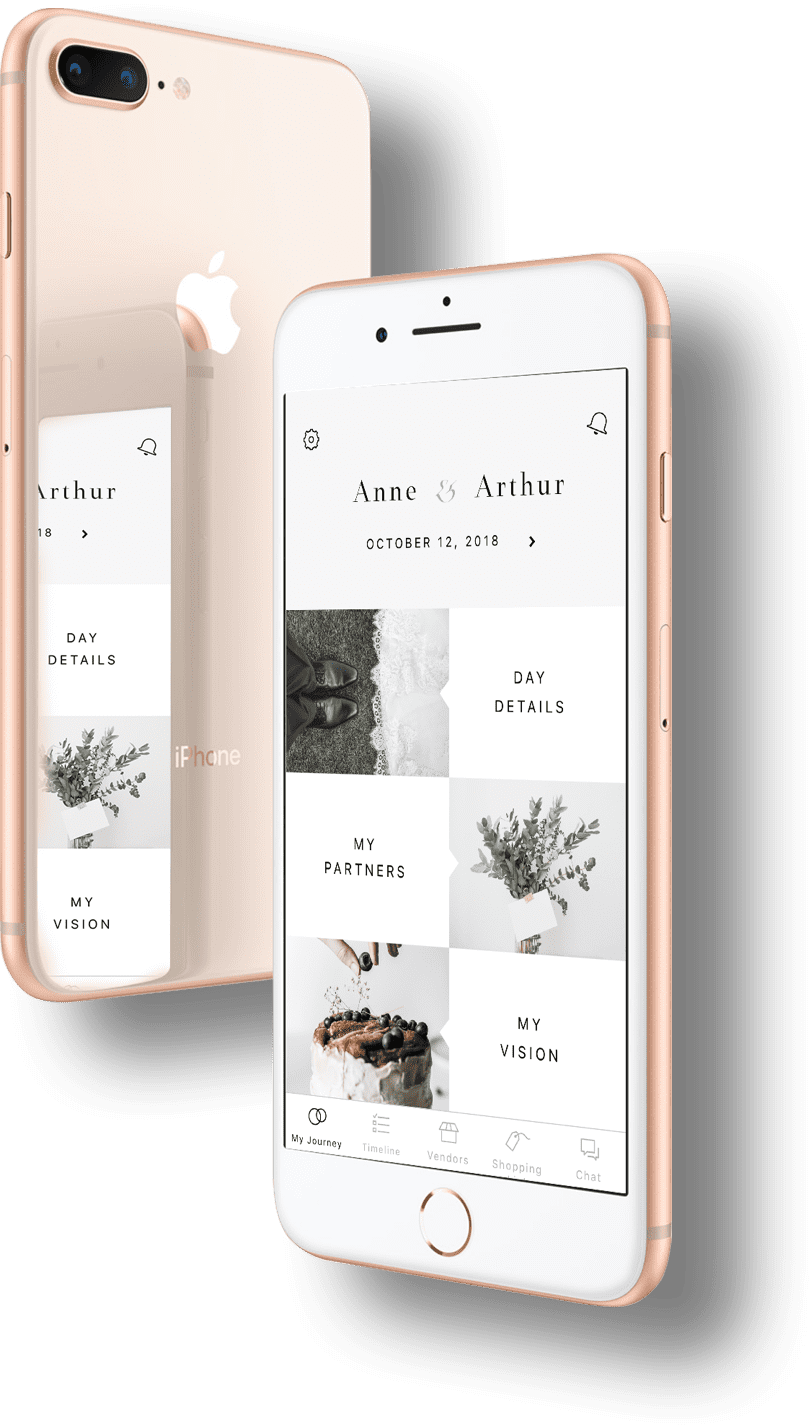 Arthur
18
DAY
DETAILS
iPhone
MY
VISION
Anne & Arthur
OCTOBER 12, 2018
DAY
DETAILS
MY
PARTNERS
MY
VISION
My Journey
Timeline
Vendors
Shopping
Chat